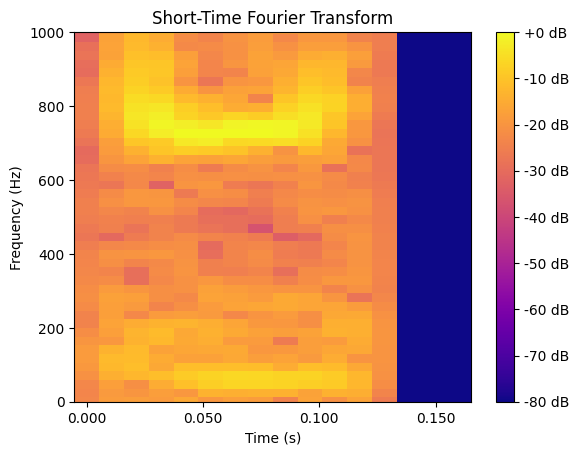 Short-Time Fourier Transform
Frequency (Hz)
1000
800
600
400
200
0
0.000
0.050
0.100
0.150
Time (s)
+0 dB
-10 dB
-20 dB
-30 dB
-40 dB
-50 dB
-60 dB
-70 dB
-80 dB